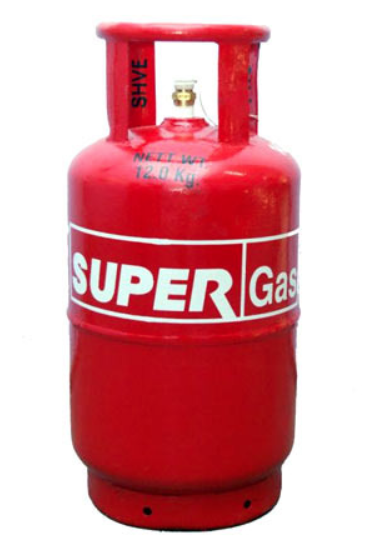 SHVE
NETT WT.
12.0 Kg.
SUPER Gas